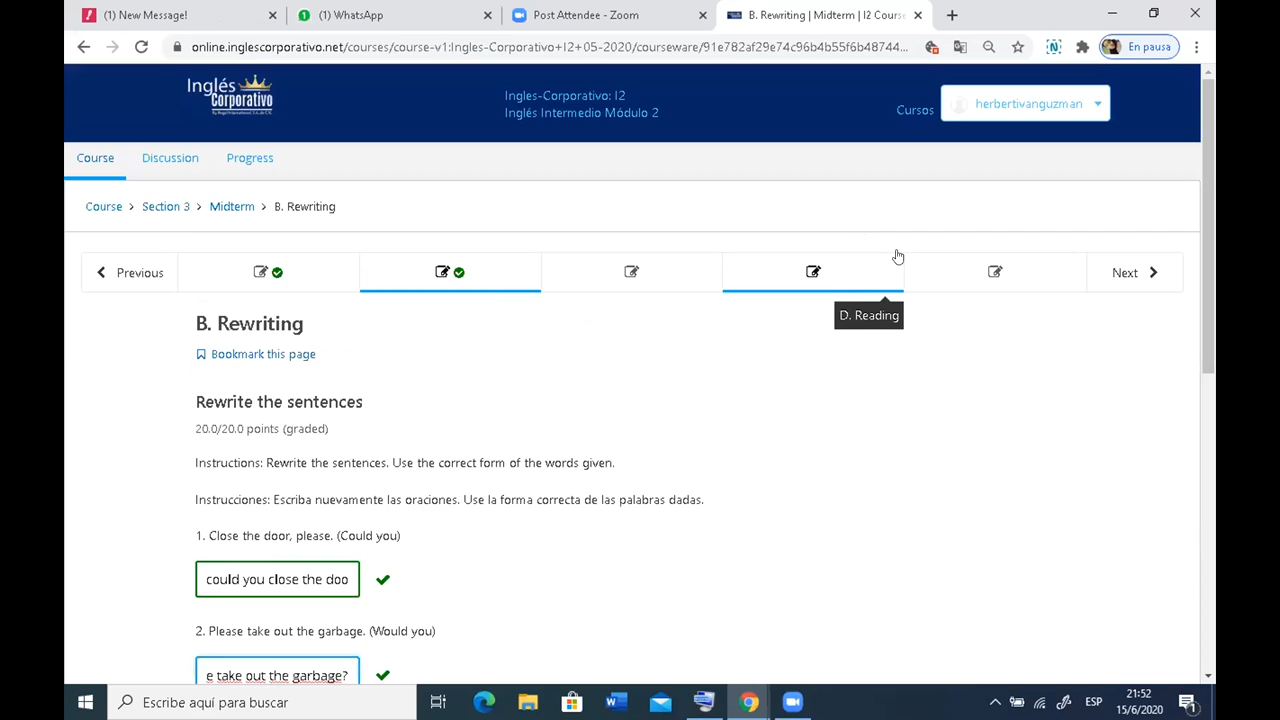 (1) New Message!
(1) WhatsApp
Post Attendee - Zoom
B. Rewriting | Midterm | I2 Course
online.inglescorporativo.net/courses/course-v1:Ingles-Corporativo+I2+05-2020/courseware/91e782af29e74c96b4b55f6b48744...
En pausa
Inglés
Corporativo
Ingles-Corporativo: I2
Inglés Intermedio Módulo 2
Cursos
herbertivanguzman
Course
Discussion
Progress
Course > Section 3 > Midterm > B. Rewriting
Previous
Next
D. Reading
B. Rewriting
Bookmark this page
Rewrite the sentences
20.0/20.0 points (graded)
Instructions: Rewrite the sentences. Use the correct form of the words given.
Instrucciones: Escriba nuevamente las oraciones. Use la forma correcta de las palabras dadas.
1. Close the door, please. (Could you)
could you close the doo
2. Please take out the garbage. (Would you)
e take out the garbage?
Escribe aquí para buscar
ESP
21:52
15/6/2020